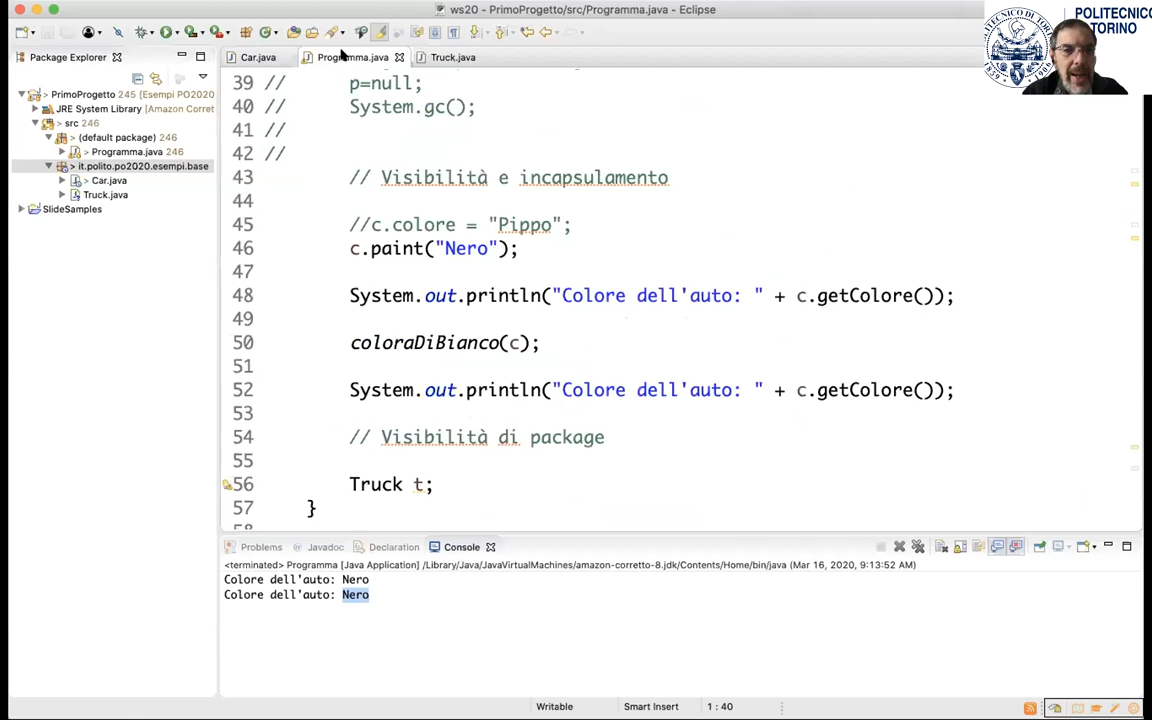 ws20 - PrimoProgetto/src/Programma.java - Eclipse
POLITECNICO
TORINO
1859
Package Explorer
Car.java
Programma.java
Truck.java
PrimoProgetto 245 [Esempi PO2020
JRE System Library [Amazon Corret
> src 246
> (default package) 246
> Programma.java 246
> it.polito.po2020.esempi.base
> Car.java
Truck.java
SlideSamples
39 // p=null;
40 // System.gc();
41 //
42 //
43 // Visibilità e incapsulamento
44
45 //c.colore = "Pippo";
46 c.paint("Nero");
47
48 System.out.println("Colore dell'auto: " + c.getColore());
49
50 coloraDiBianco(c);
51
52 System.out.println("Colore dell'auto: " + c.getColore());
53
54 // Visibilità di package
55
56 Truck t;
57 }
Problems Javadoc Declaration Console
<terminated> Programma [Java Application] /Library/Java/JavaVirtualMachines/amazon-corretto-8.jdk/Contents/Home/bin/java (Mar 16, 2020, 9:13:52 AM)
Colore dell'auto: Nero
Colore dell'auto: Nero
Writable Smart Insert 1 : 40